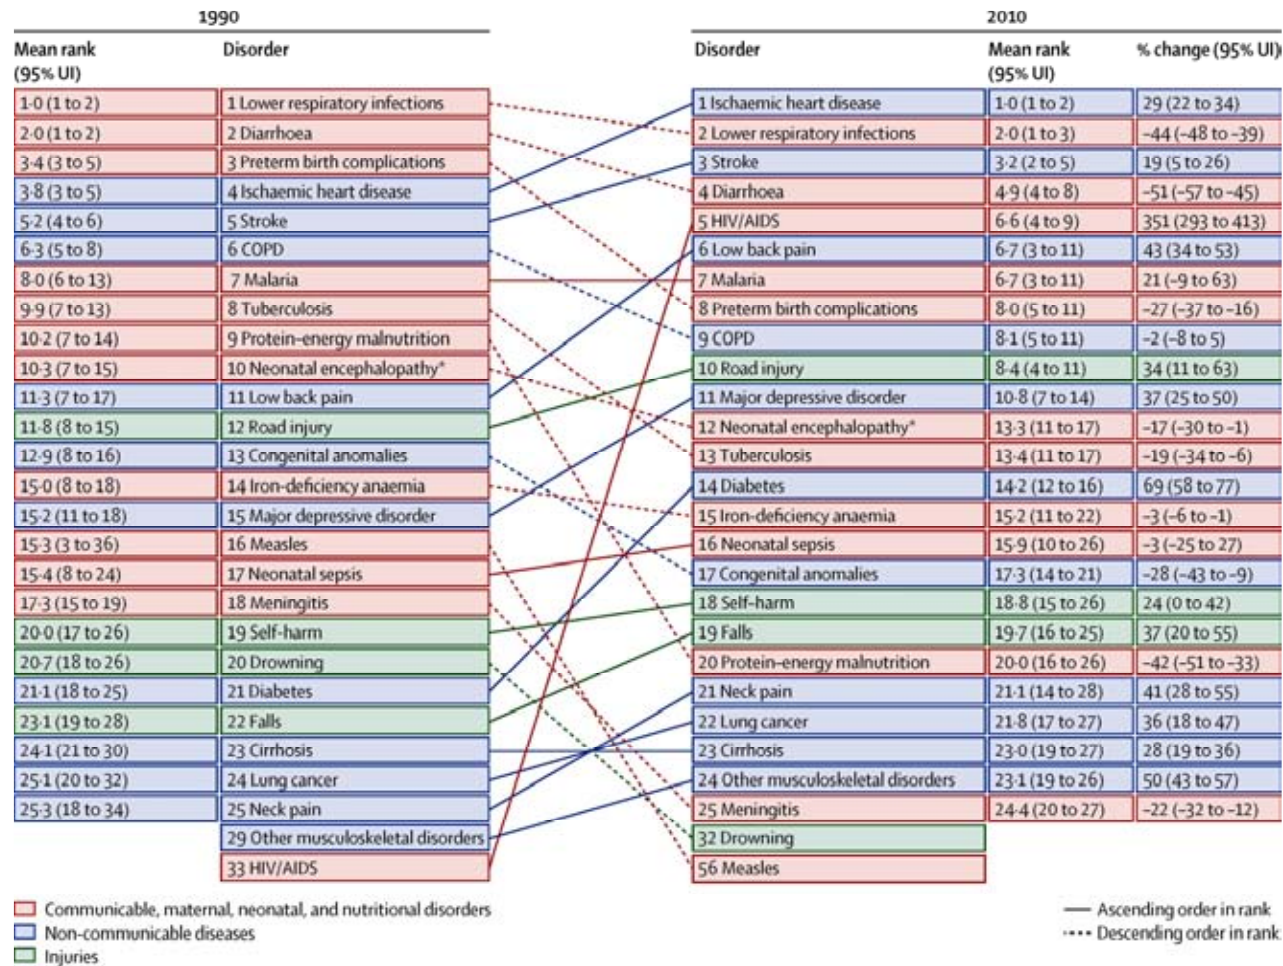 1990 2010
Mean rank (95% UI) Disorder Disorder Mean rank (95% UI) % change (95% UI)
1·0 (1 to 2) 1 Lower respiratory infections 1 Ischaemic heart disease 1·0 (1 to 2) 29 (22 to 34)
2·0 (1 to 2) 2 Diarrhoea 2 Lower respiratory infections 2·0 (1 to 3) –44 (–48 to –39)
3·4 (3 to 5) 3 Preterm birth complications 3 Stroke 3·2 (2 to 5) 19 (5 to 26)
3·8 (3 to 5) 4 Ischaemic heart disease 4 Diarrhoea 4·9 (4 to 8) –51 (–57 to –45)
5·2 (4 to 6) 5 Stroke 5 HIV/AIDS 6·6 (4 to 9) 351 (293 to 413)
6·3 (5 to 8) 6 COPD 6 Low back pain 6·7 (3 to 11) 43 (34 to 53)
8·0 (6 to 13) 7 Malaria 7 Malaria 6·7 (3 to 11) 21 (–9 to 63)
9·9 (7 to 13) 8 Tuberculosis 8 Preterm birth complications 8·0 (5 to 11) –27 (–37 to –16)
10·2 (7 to 14) 9 Protein–energy malnutrition 9 COPD 8·1 (5 to 11) –2 (–8 to 5)
10·3 (7 to 15) 10 Neonatal encephalopathy* 10 Road injury 8·4 (4 to 11) 34 (11 to 63)
11·3 (7 to 17) 11 Low back pain 11 Major depressive disorder 10·8 (7 to 14) 37 (25 to 50)
11·8 (8 to 15) 12 Road injury 12 Neonatal encephalopathy* 13·3 (11 to 17) –17 (–30 to –1)
12·9 (8 to 16) 13 Congenital anomalies 13 Tuberculosis 13·4 (11 to 17) –19 (–34 to –6)
15·0 (8 to 18) 14 Iron-deficiency anaemia 14 Diabetes 14·2 (12 to 16) 69 (58 to 77)
15·2 (11 to 18) 15 Major depressive disorder 15 Iron-deficiency anaemia 15·2 (11 to 22) –3 (–6 to –1)
15·3 (3 to 36) 16 Measles 16 Neonatal sepsis 15·9 (10 to 26) –3 (–25 to 27)
15·4 (8 to 24) 17 Neonatal sepsis 17 Congenital anomalies 17·3 (14 to 21) –28 (–43 to –9)
17·3 (15 to 19) 18 Meningitis 18 Self-harm 18·8 (15 to 26) 24 (0 to 42)
20·0 (17 to 26) 19 Self-harm 19 Falls 19·7 (16 to 25) 37 (20 to 55)
20·7 (18 to 26) 20 Drowning 20 Protein–energy malnutrition 20·0 (16 to 26) –42 (–51 to –33)
21·1 (18 to 25) 21 Diabetes 21 Neck pain 21·1 (14 to 28) 41 (28 to 55)
23·1 (19 to 28) 22 Falls 22 Lung cancer 21·8 (17 to 27) 36 (18 to 47)
24·1 (21 to 30) 23 Cirrhosis 23 Cirrhosis 23·0 (19 to 27) 28 (19 to 36)
25·1 (20 to 32) 24 Lung cancer 24 Other musculoskeletal disorders 23·1 (19 to 26) 50 (43 to 57)
25·3 (18 to 34) 25 Neck pain 25 Meningitis 24·4 (20 to 27) –22 (–32 to –12)
29 Other musculoskeletal disorders 32 Drowning
33 HIV/AIDS 56 Measles
Communicable, maternal, neonatal, and nutritional disorders Ascending order in rank
Non-communicable diseases Descending order in rank
Injuries